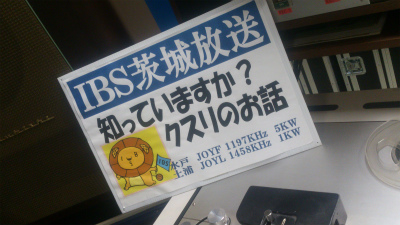 IBS茨城放送
知っていますか?
クスリのお話
IBS
水戸 JOYF 1197KHz 5KW
土浦 JOYL 1458KHz 1KW